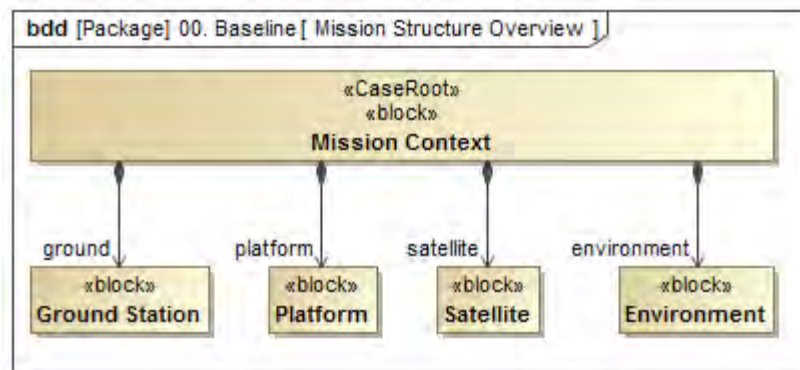 bdd [Package] 00. Baseline [ Mission Structure Overview ]
«CaseRoot»
«block»
Mission Context
ground
platform
satellite
environment
«block»
Ground Station
«block»
Platform
«block»
Satellite
«block»
Environment